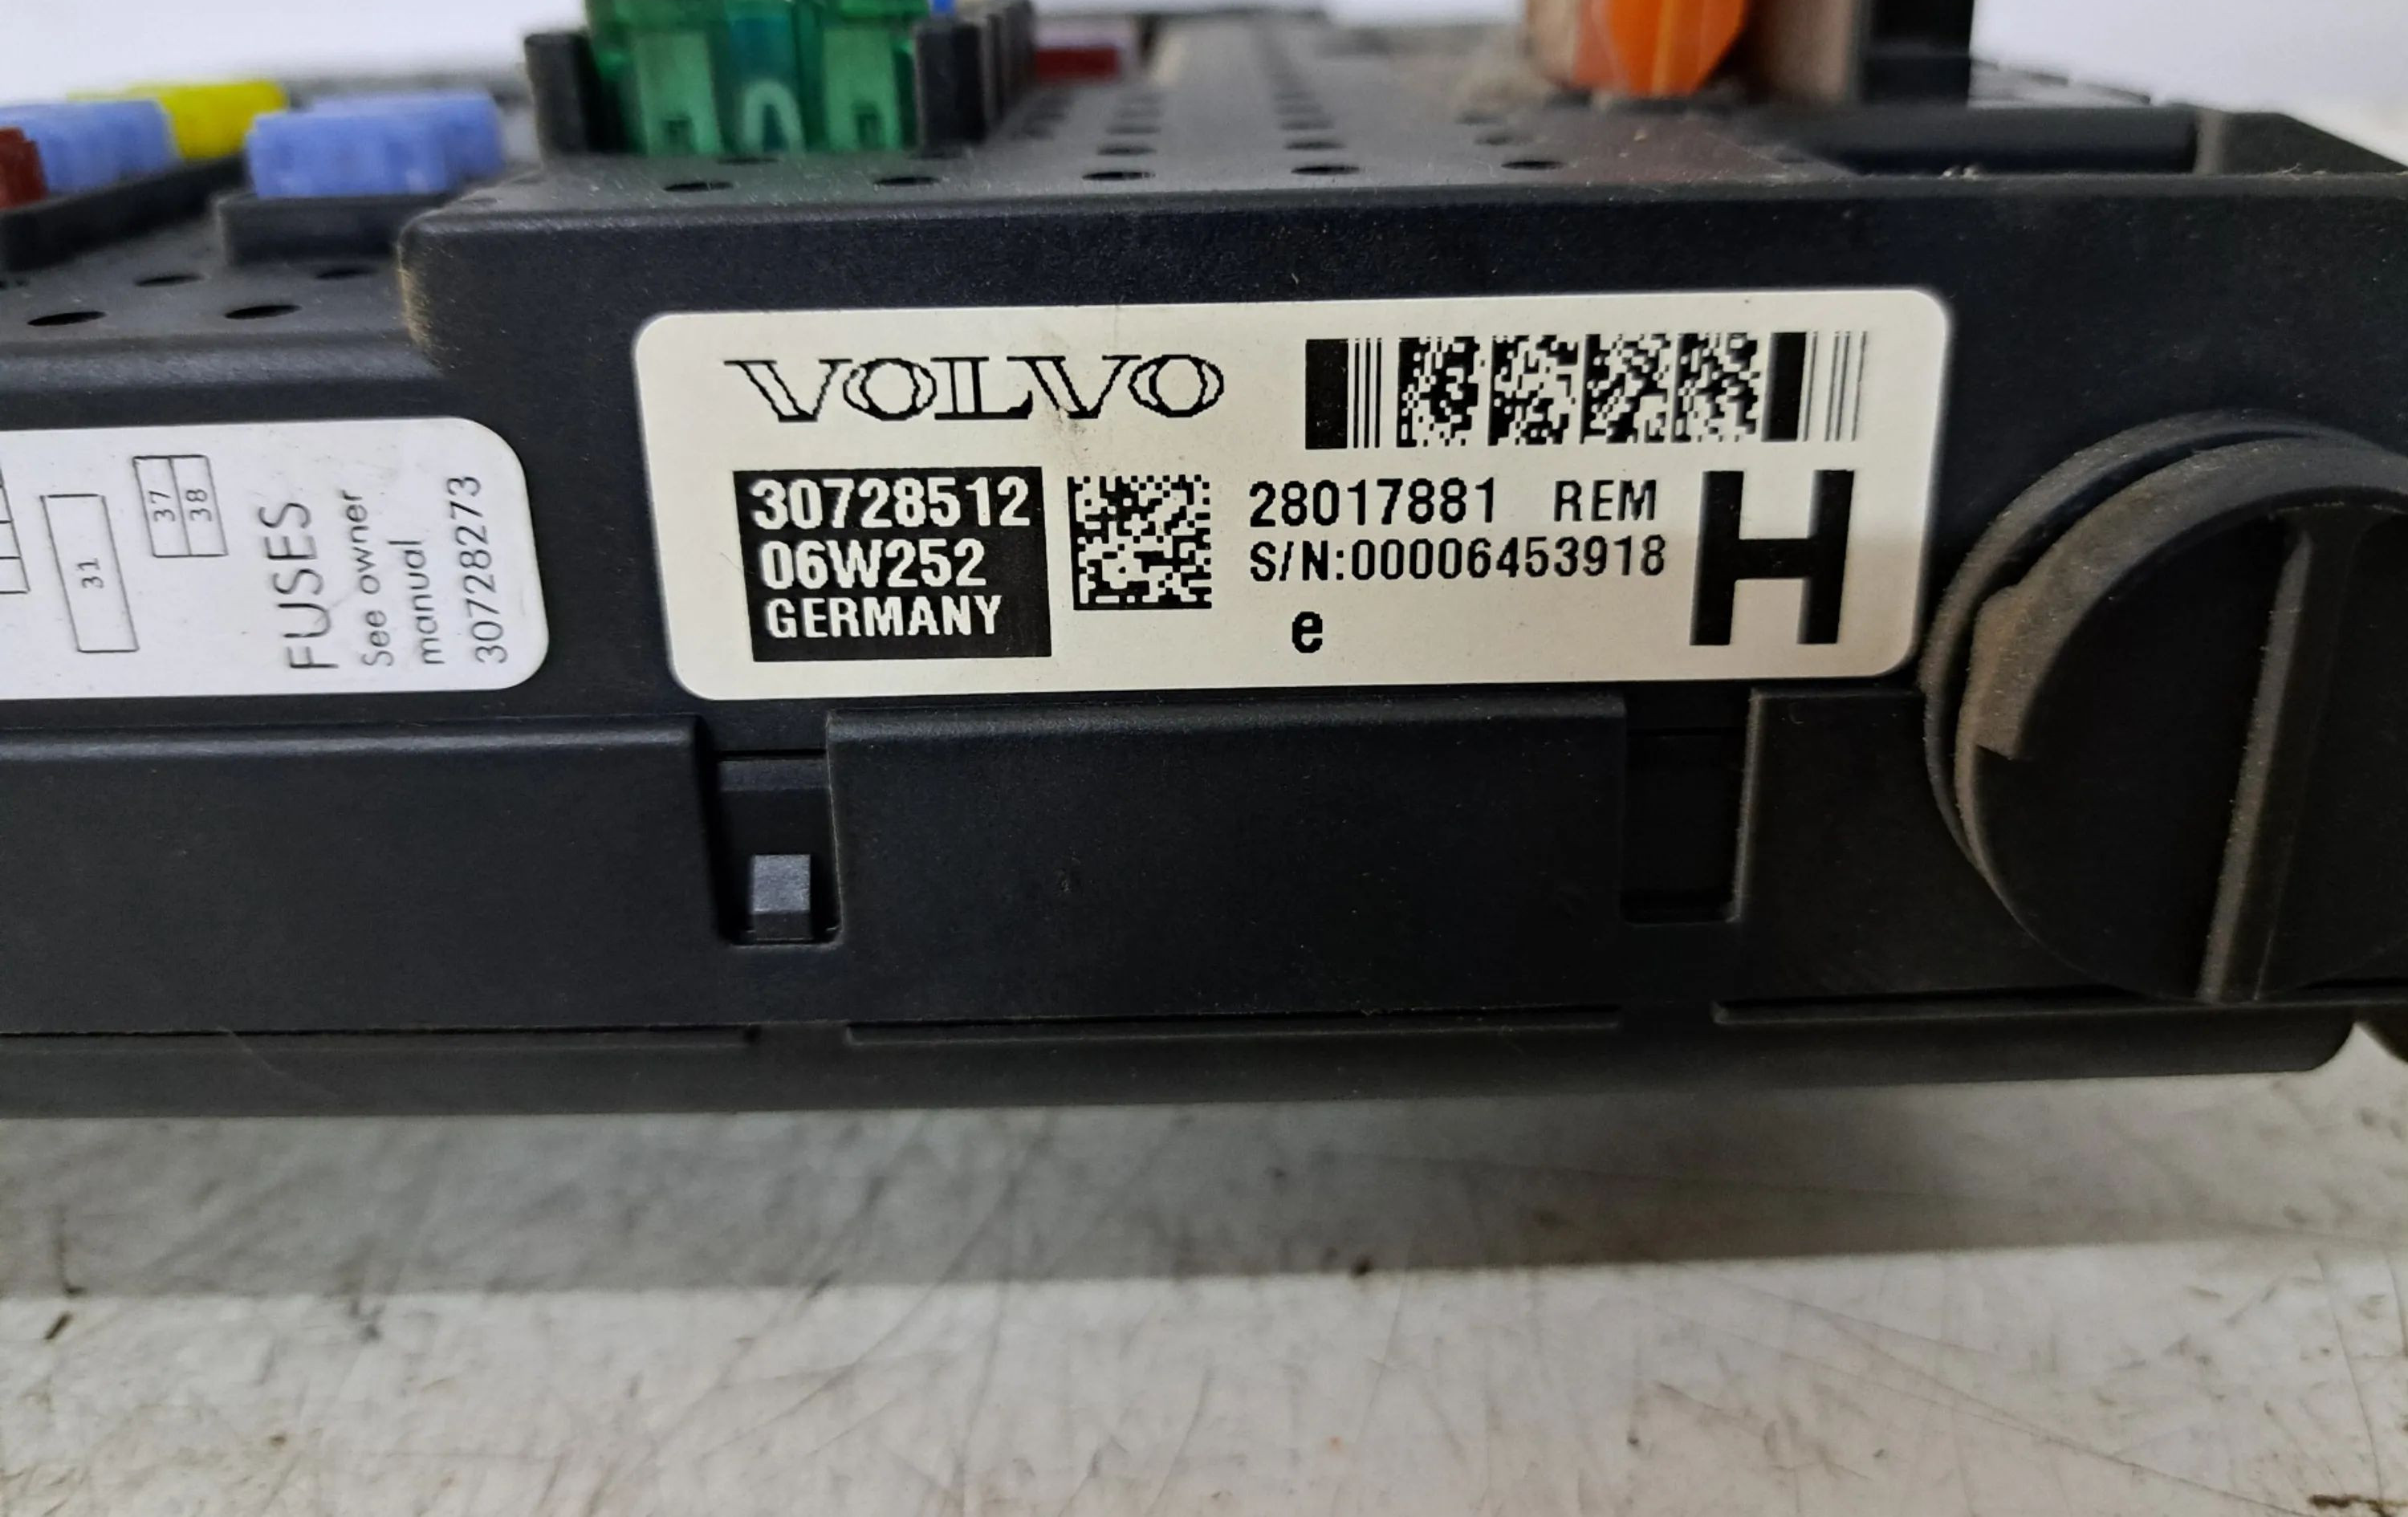 VOLVO
30728512
06W252
GERMANY
28017881 REM
S/N:00006453918
e
H
31
37
38
FUSES
See owner
manual
30728273